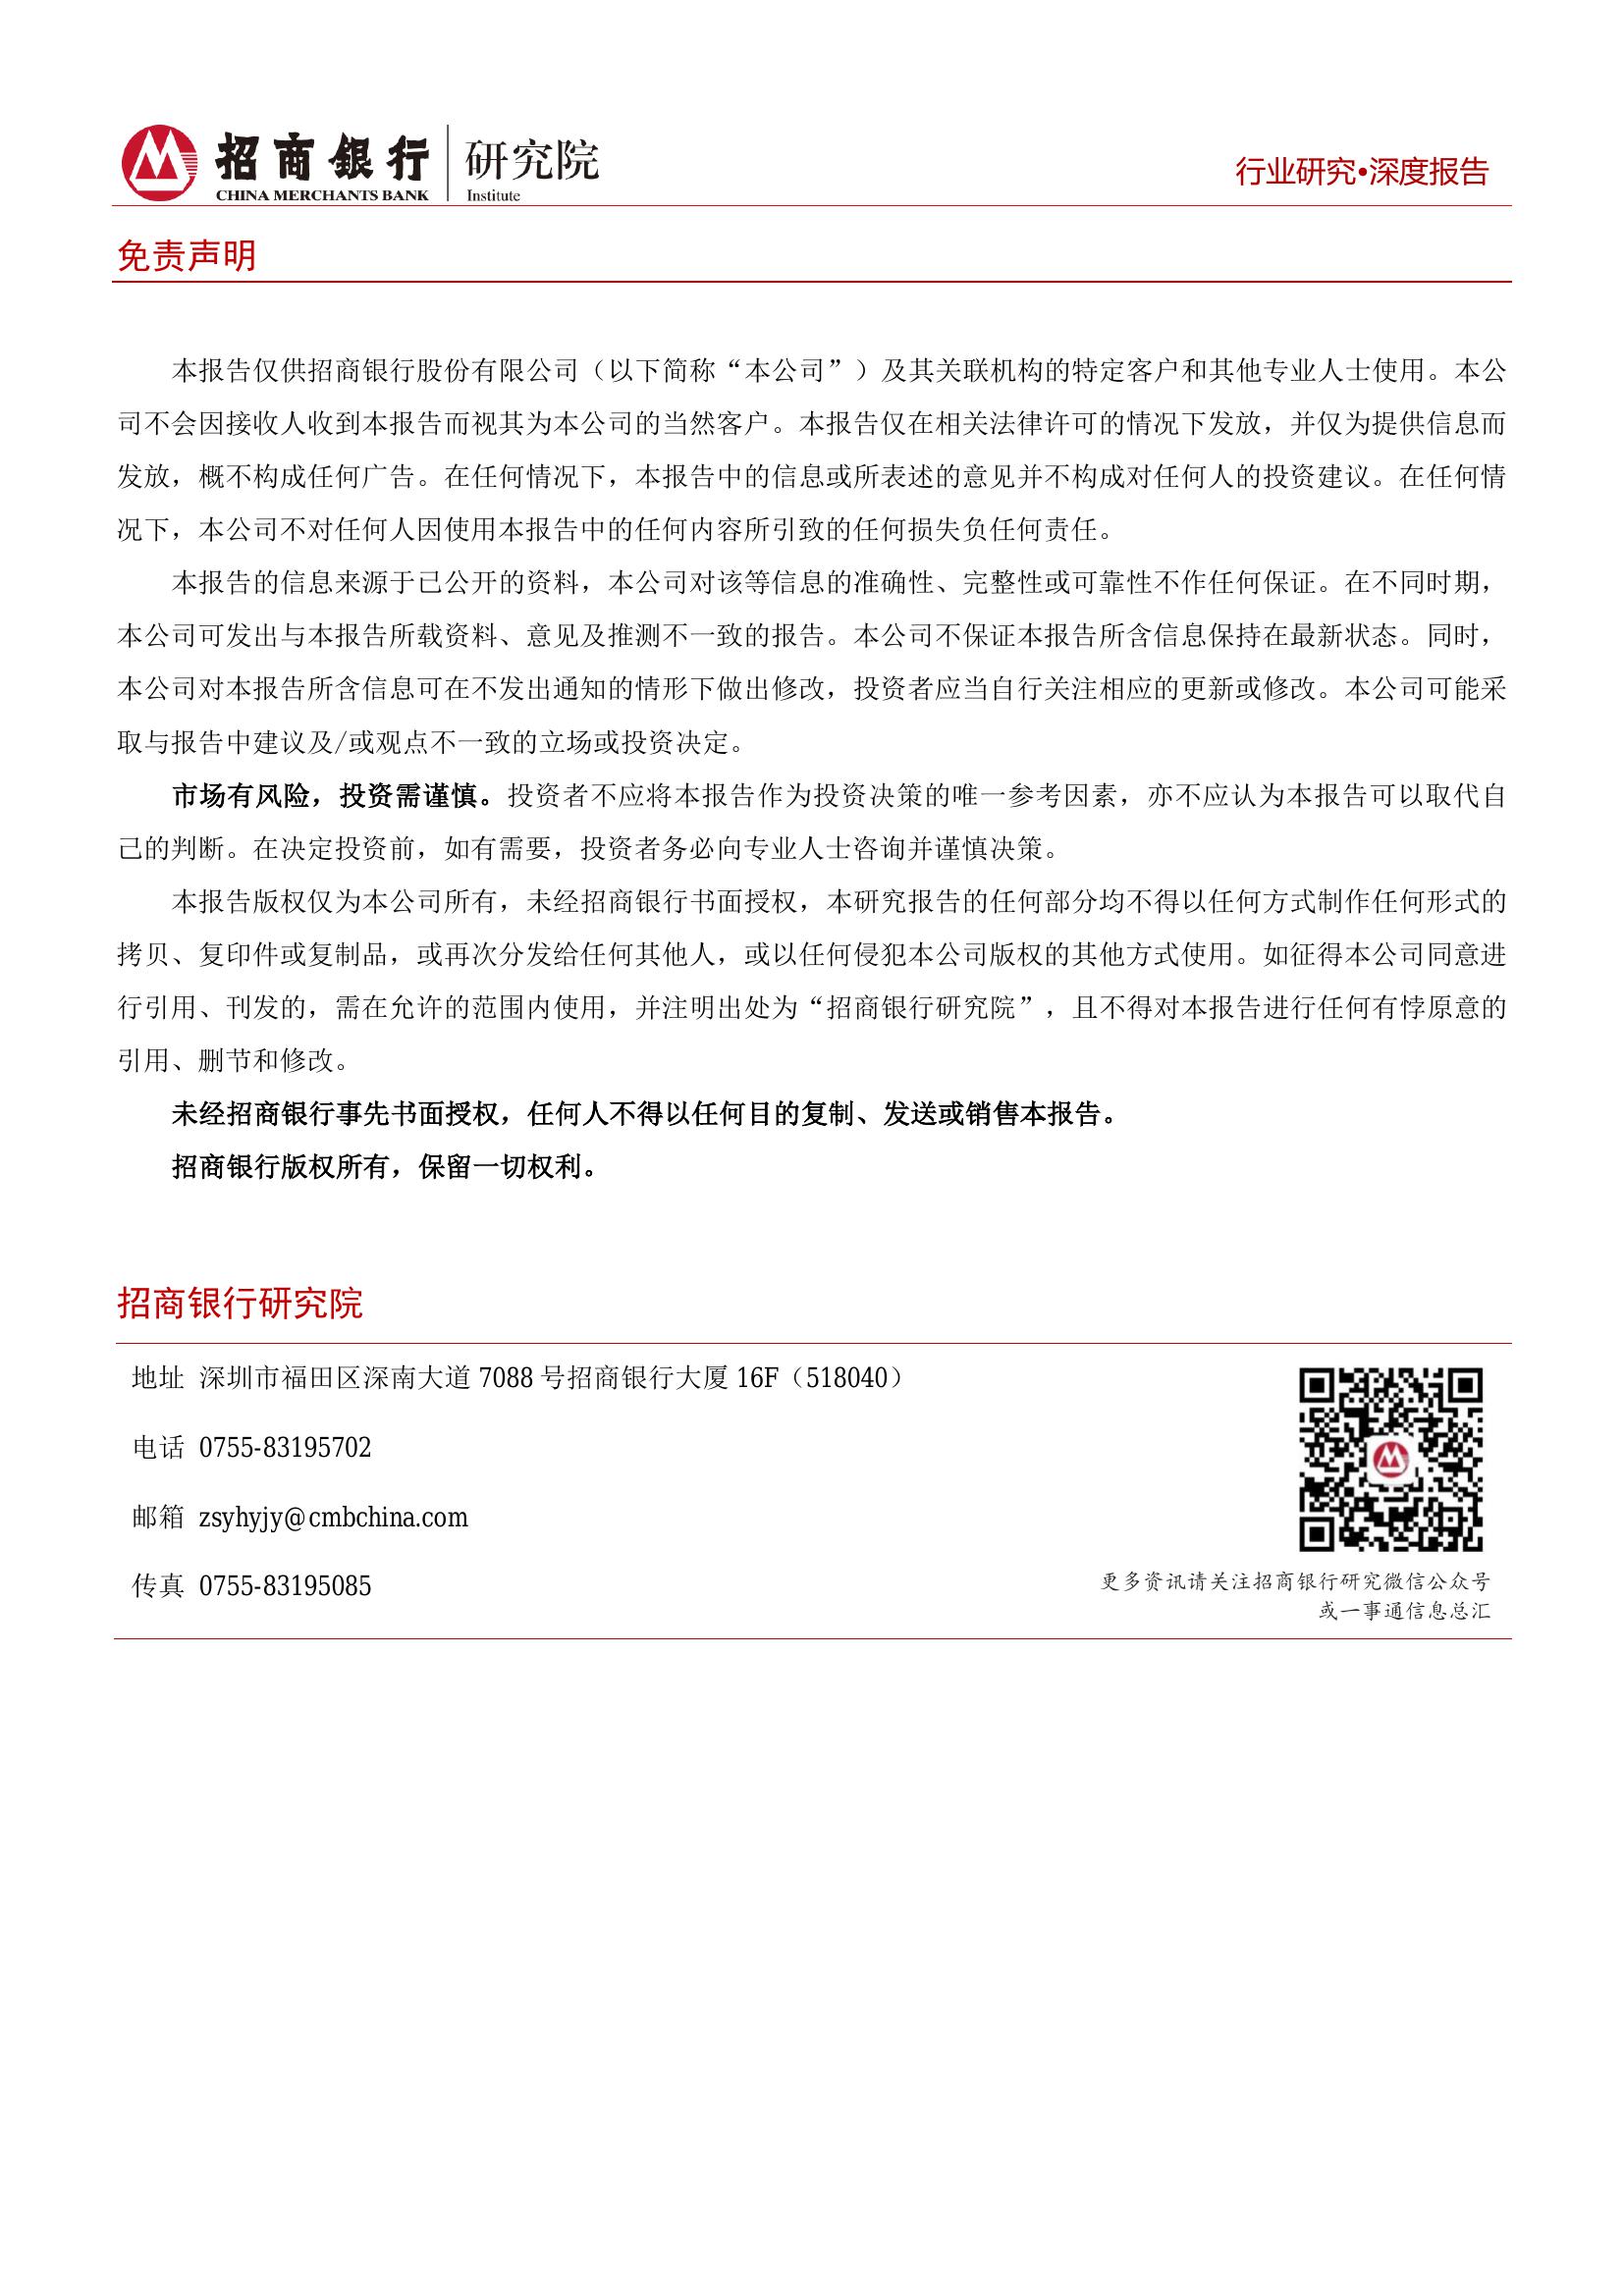 招商銀行
CHINA MERCHANTS BANK
研究院
Institute
行业研究•深度报告
免责声明
本报告仅供招商银行股份有限公司（以下简称“本公司”）及其关联机构的特定客户和其他专业人士使用。本公
司不会因接收人收到本报告而视其为本公司的当然客户。本报告仅在相关法律许可的情况下发放，并仅为提供信息而
发放，概不构成任何广告。在任何情况下，本报告中的信息或所表述的意见并不构成对任何人的投资建议。在任何情
况下，本公司不对任何人因使用本报告中的任何内容所引致的任何损失负任何责任。
本报告的信息来源于已公开的资料，本公司对该等信息的准确性、完整性或可靠性不作任何保证。在不同时期，
本公司可发出与本报告所载资料、意见及推测不一致的报告。本公司不保证本报告所含信息保持在最新状态。同时，
本公司对本报告所含信息可在不发出通知的情形下做出修改，投资者应当自行关注相应的更新或修改。本公司可能采
取与报告中建议及/或观点不一致的立场或投资决定。
市场有风险，投资需谨慎。投资者不应将本报告作为投资决策的唯一参考因素，亦不应认为本报告可以取代自
己的判断。在决定投资前，如有需要，投资者务必向专业人士咨询并谨慎决策。
本报告版权仅为本公司所有，未经招商银行书面授权，本研究报告的任何部分均不得以任何方式制作任何形式的
拷贝、复印件或复制品，或再次分发给任何其他人，或以任何侵犯本公司版权的其他方式使用。如征得本公司同意进
行引用、刊发的，需在允许的范围内使用，并注明出处为“招商银行研究院”，且不得对本报告进行任何有悖原意的
引用、删节和修改。
未经招商银行事先书面授权，任何人不得以任何目的复制、发送或销售本报告。
招商银行版权所有，保留一切权利。
招商银行研究院
地址 深圳市福田区深南大道 7088 号招商银行大厦 16F（518040）
电话 0755-83195702
邮箱 zsyhyjy@cmbchina.com
传真 0755-83195085
更多资讯请关注招商银行研究微信公众号
或一事通信息总汇